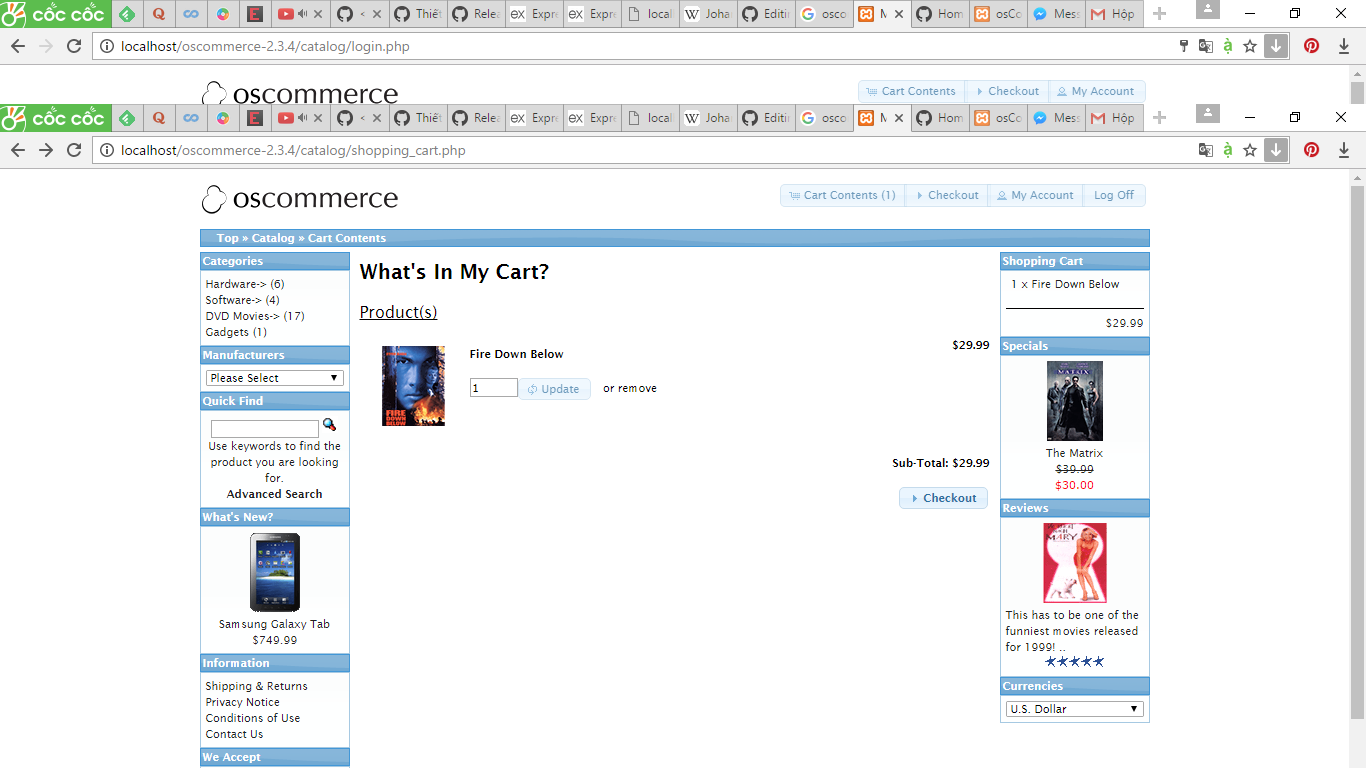 cốc cốc Q E < Thiết Relea Expre Expre local Joha Editin osco M Hom osCo Mess Hộp
localhost/oscommerce-2.3.4/catalog/login.php
oscommerce Cart Contents Checkout My Account
cốc cốc Q E < Thiết Relea Expre Expre local Joha Editin osco M Hom osCo Mess Hộp
localhost/oscommerce-2.3.4/catalog/shopping_cart.php
oscommerce Cart Contents (1) Checkout My Account Log Off
Top » Catalog » Cart Contents
Categories
Hardware-> (6)
Software-> (4)
DVD Movies-> (17)
Gadgets (1)
Manufacturers
Please Select
Quick Find
Use keywords to find the
product you are looking
for.
Advanced Search
What's New?
Samsung Galaxy Tab
$749.99
Information
Shipping & Returns
Privacy Notice
Conditions of Use
Contact Us
We Accept
What's In My Cart?
Product(s)
FIRE
DOWN
BELOW
Fire Down Below $29.99
1 Update or remove
Sub-Total: $29.99
Checkout
Shopping Cart
1 x Fire Down Below
$29.99
Specials
MATRIX
The Matrix
$39.99
$30.00
Reviews
MARY
This has to be one of the
funniest movies released
for 1999! ..
Currencies
U.S. Dollar